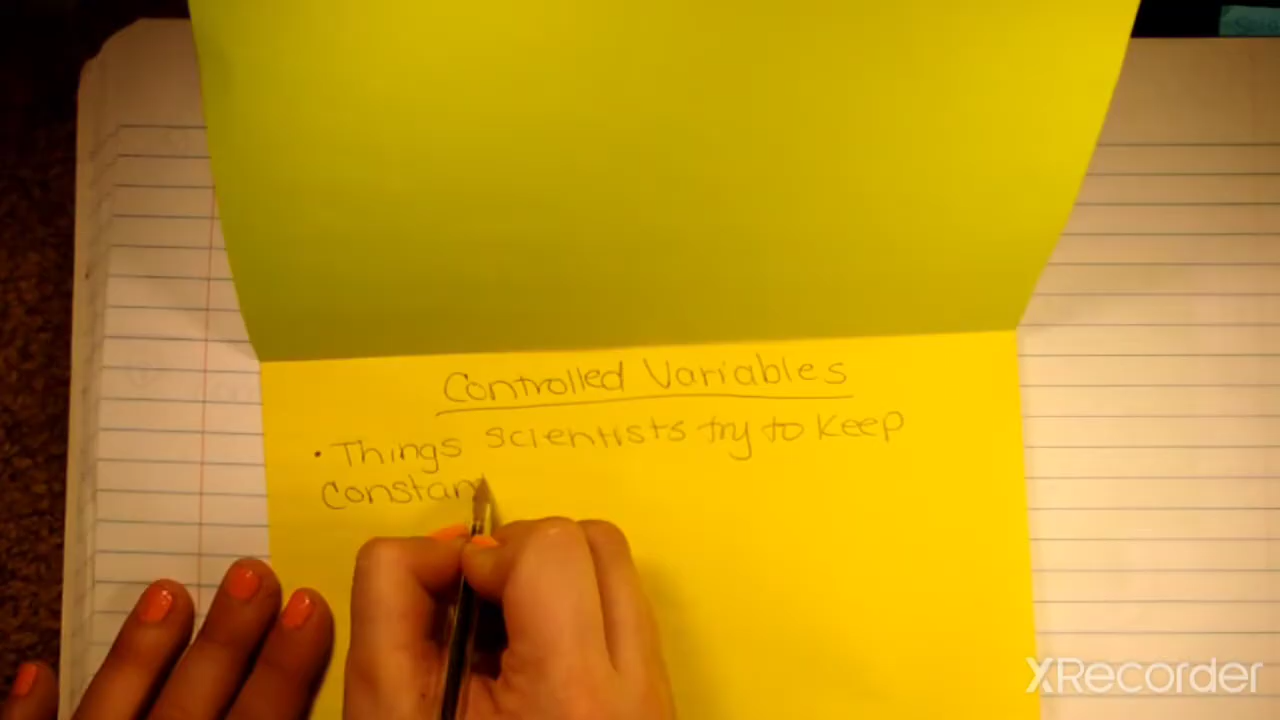 Controlled Variables
• Things scientists try to keep
Constan
XRecorder